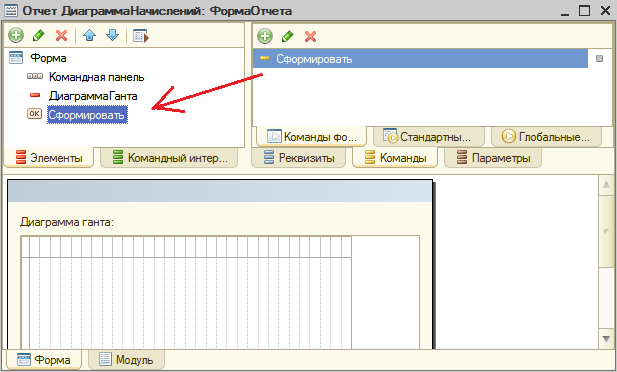 Отчет ДиаграммаНачислений: ФормаОтчета
Форма
Командная панель
ДиаграммаГанта
OK Сформировать
Элементы
Командный интер...
Сформировать
Команды фо...
Стандартны...
Глобальные...
Реквизиты
Команды
Параметры
Диаграмма ганта:
Форма
Модуль